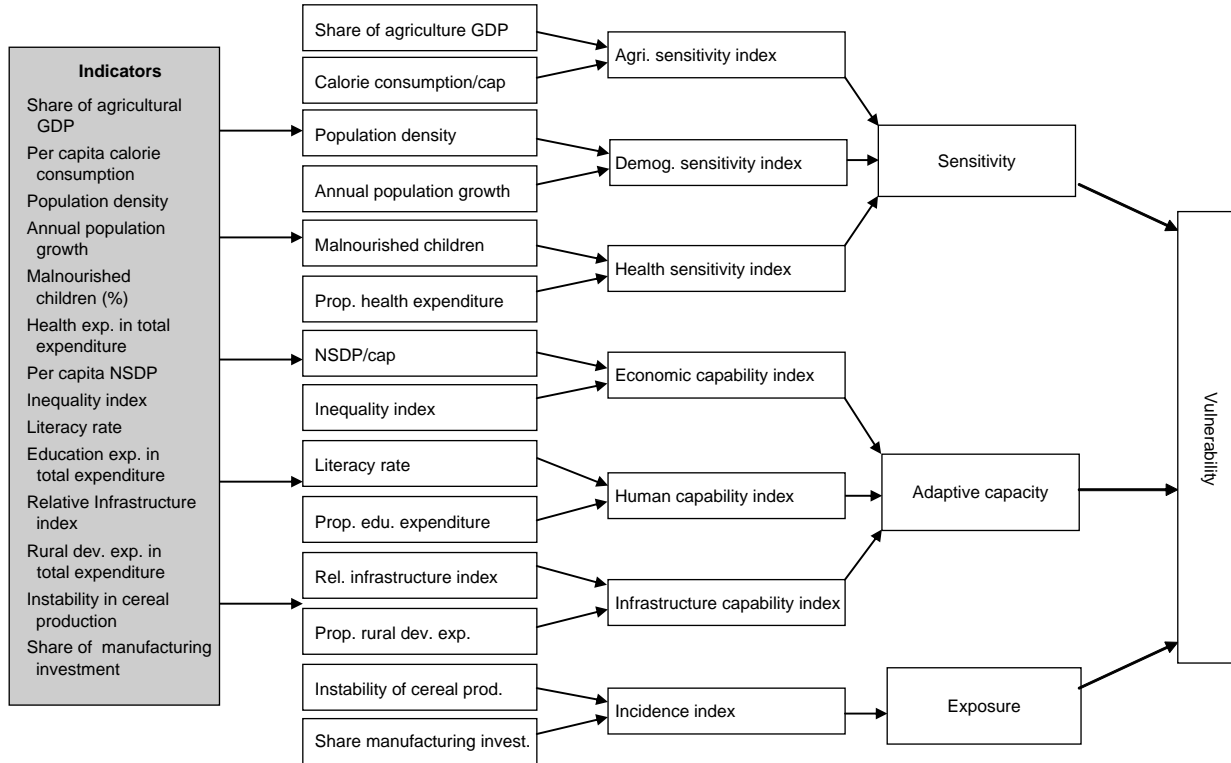 Indicators
Share of agricultural
GDP
Per capita calorie
consumption
Population density
Annual population
growth
Malnourished
children (%)
Health exp. in total
expenditure
Per capita NSDP
Inequality index
Literacy rate
Education exp. in
total expenditure
Relative Infrastructure
index
Rural dev. exp. in
total expenditure
Instability in cereal
production
Share of manufacturing
investment
Share of agriculture GDP
Calorie consumption/cap
Population density
Annual population growth
Malnourished children
Prop. health expenditure
NSDP/cap
Inequality index
Literacy rate
Prop. edu. expenditure
Rel. infrastructure index
Prop. rural dev. exp.
Instability of cereal prod.
Share manufacturing invest.
Agri. sensitivity index
Demog. sensitivity index
Health sensitivity index
Economic capability index
Human capability index
Infrastructure capability index
Incidence index
Sensitivity
Adaptive capacity
Exposure
Vulnerability